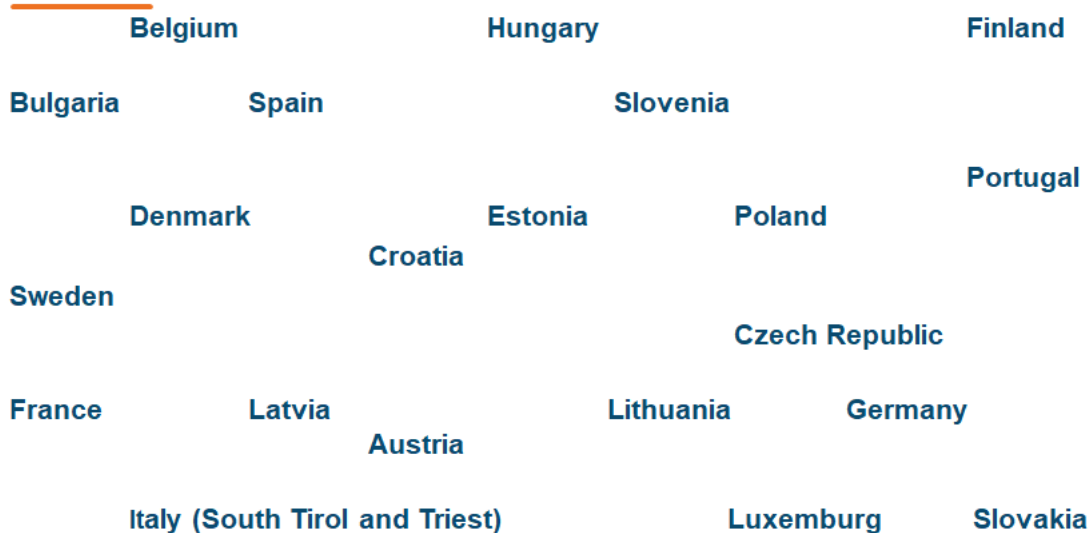 Belgium Hungary Finland
Bulgaria Spain Slovenia
Portugal
Denmark Estonia Poland
Croatia
Sweden
Czech Republic
France Latvia Lithuania Germany
Austria
Italy (South Tirol and Triest) Luxemburg Slovakia